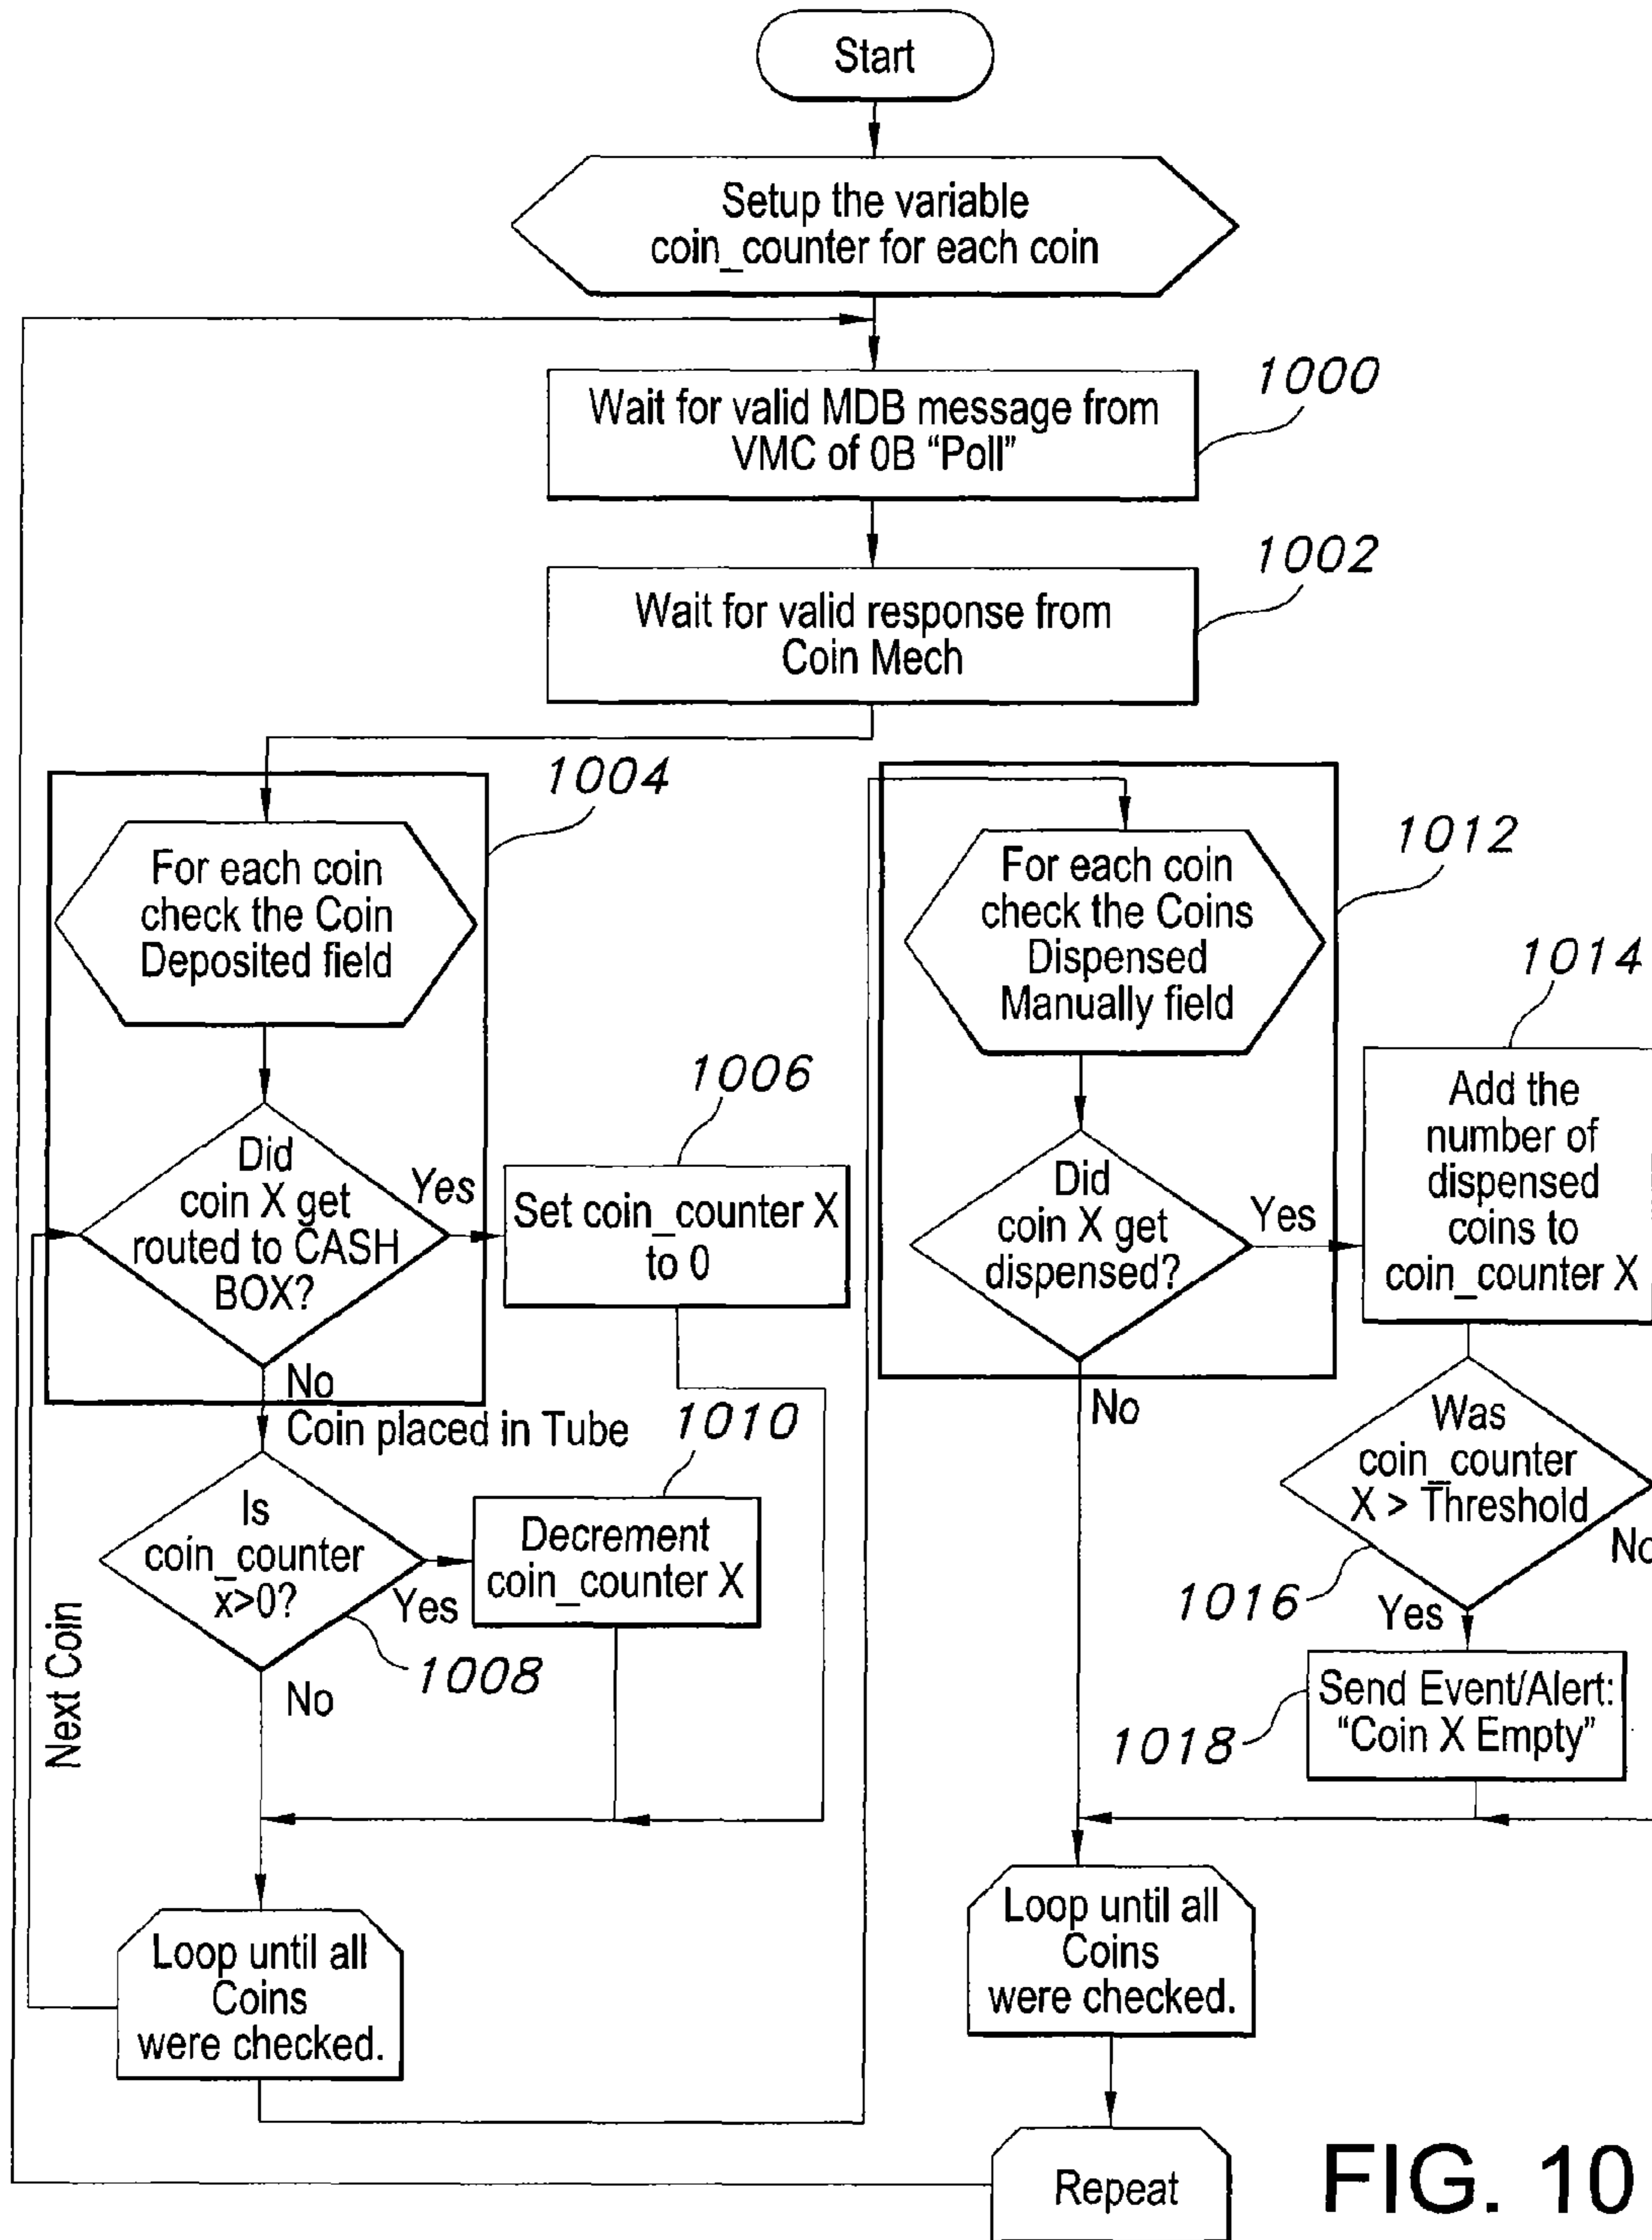 Start
Setup the variable
coin_counter for each coin
1000
Wait for valid MDB message from
VMC of 0B “Poll”
1002
Wait for valid response from
Coin Mech
1004
For each coin
check the Coin
Deposited field
Did
coin X get
routed to CASH
BOX?
Yes
1006
Set coin_counter X
to 0
No
Coin placed in Tube
Is
coin_counter
x>0?
Yes
1008
1010
Decrement
coin_counter X
No
Next Coin
Loop until all
Coins
were checked.
1012
For each coin
check the Coins
Dispensed
Manually field
Did
coin X get
dispensed?
Yes
No
1014
Add the
number of
dispensed
coins to
coin_counter X
Was
coin_counter
X > Threshold
No
1016
Yes
1018
Send Event/Alert:
“Coin X Empty”
Loop until all
Coins
were checked.
Repeat
FIG. 10